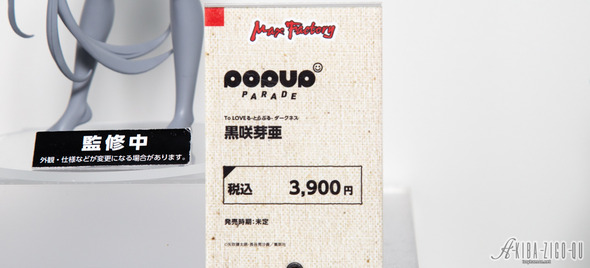 Max Factory
POPUP
PARADE
To LOVEる-とらぶる- ダークネス
黒咲芽亜
税込 3,900円
発売時期:未定
監修中
外観・仕様などが変更になる場合があります。
AKIBA-ZIGO-OU